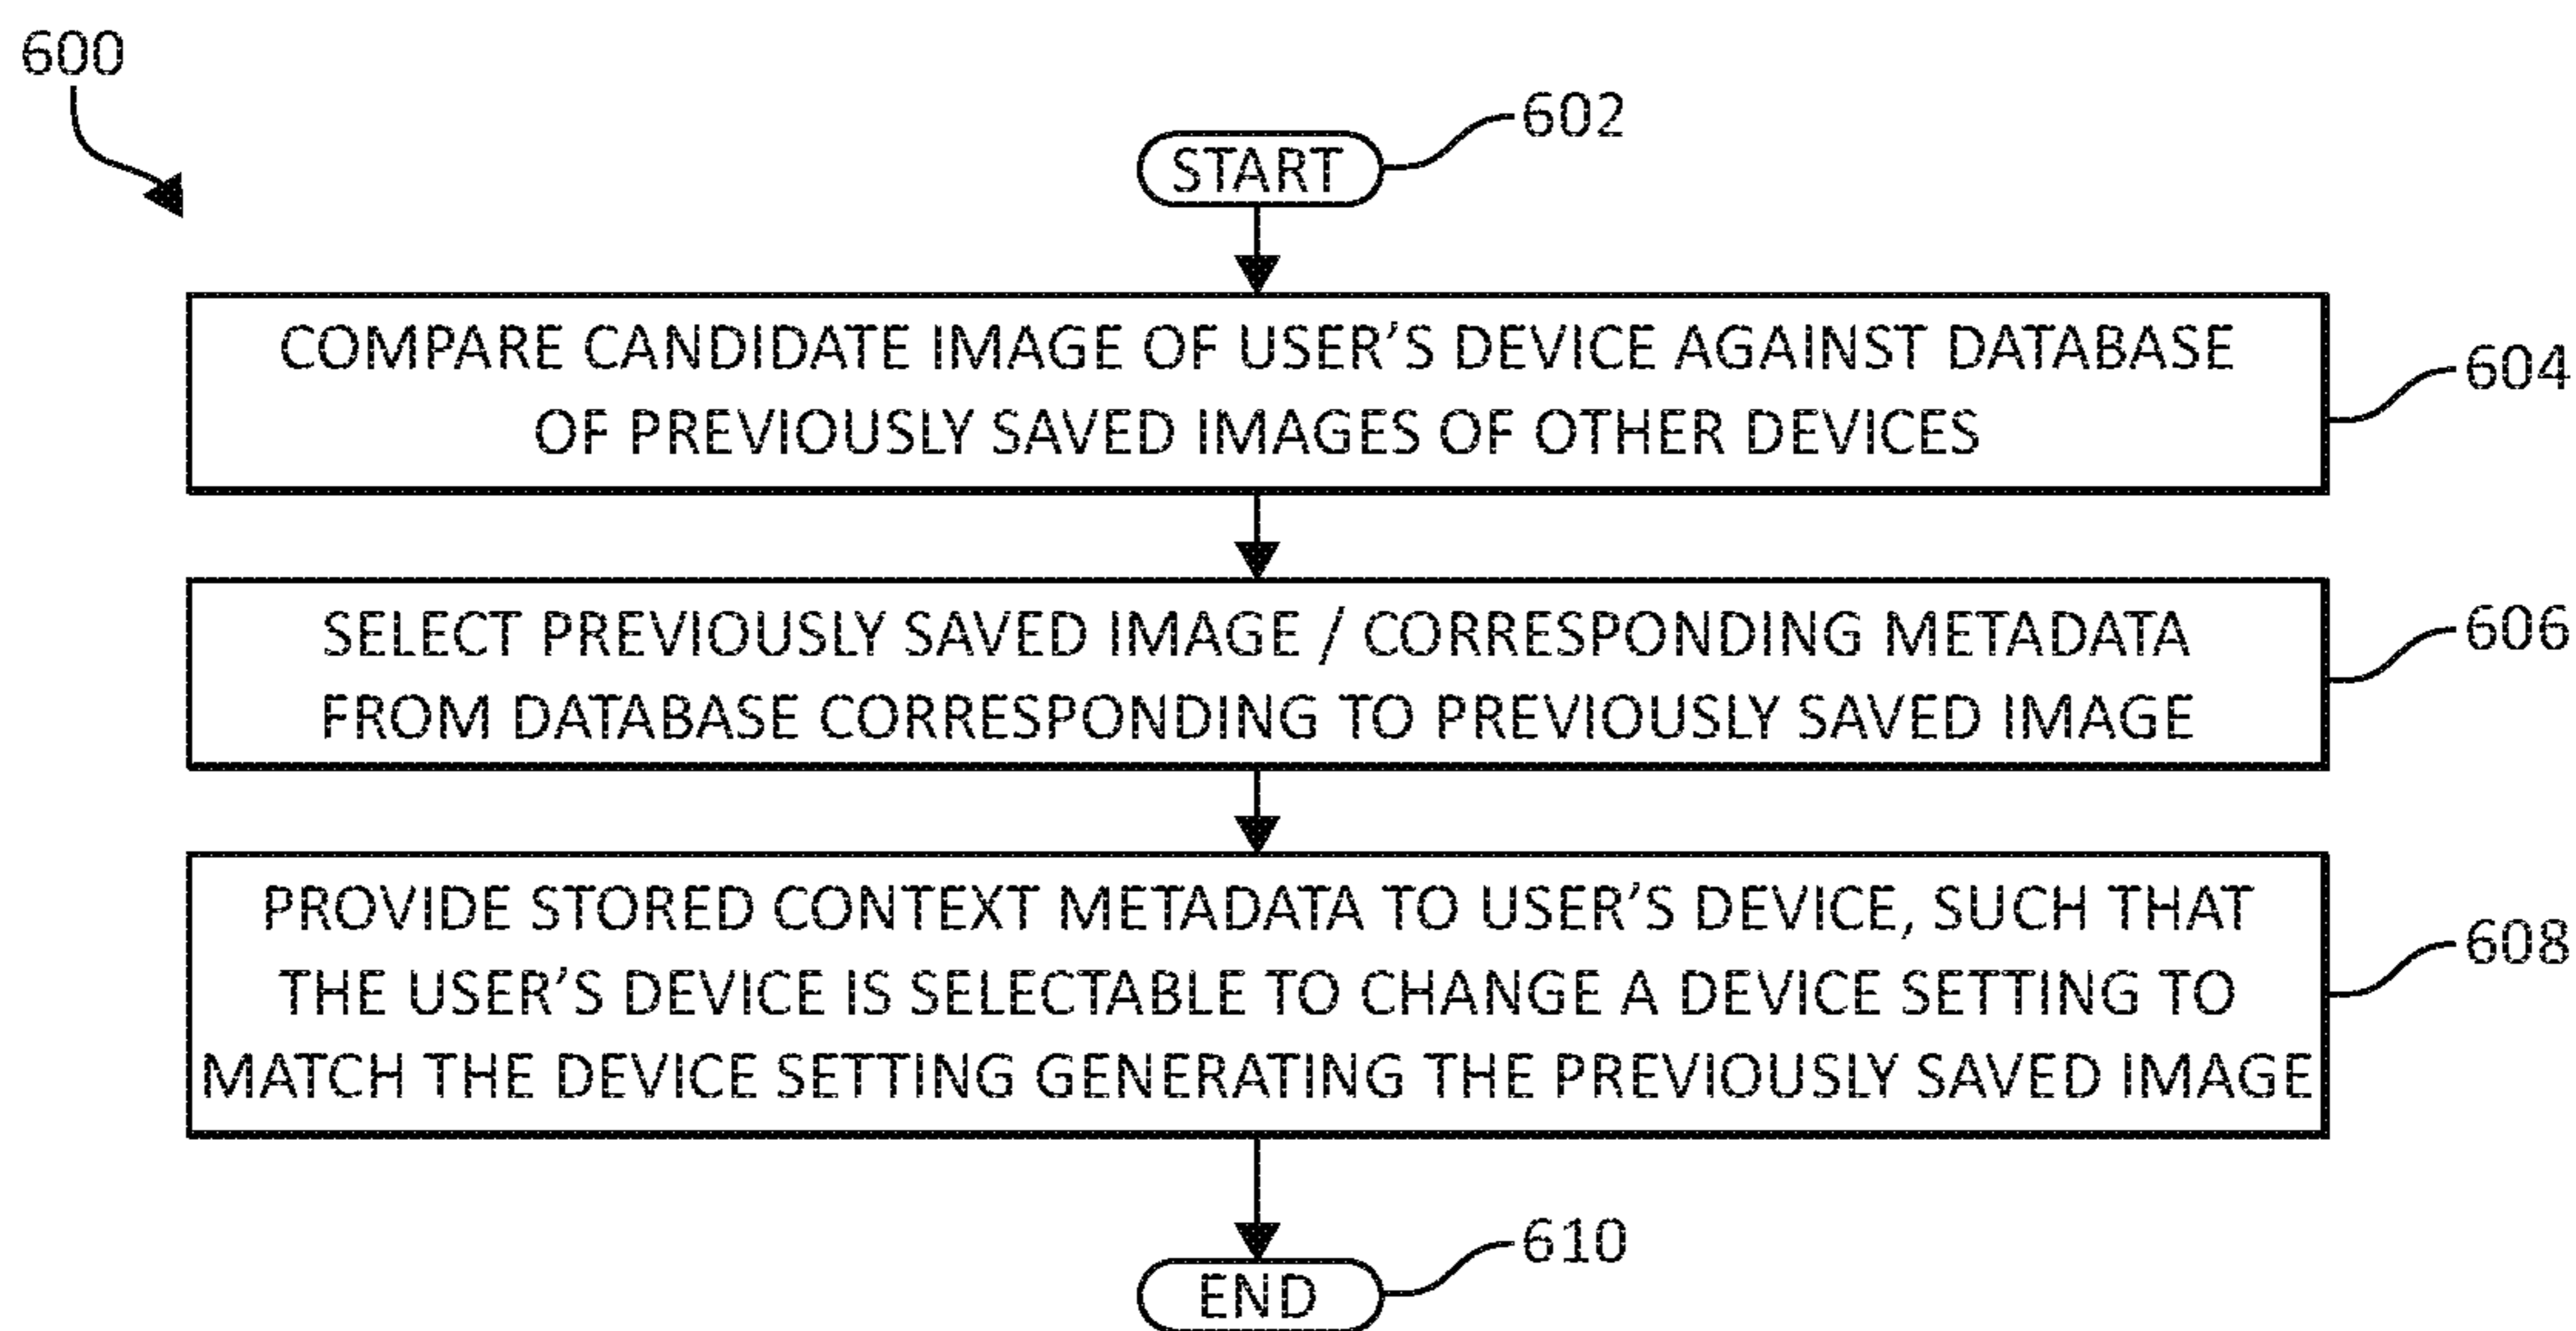 600
602
START
COMPARE CANDIDATE IMAGE OF USER’S DEVICE AGAINST DATABASE
OF PREVIOUSLY SAVED IMAGES OF OTHER DEVICES
604
SELECT PREVIOUSLY SAVED IMAGE / CORRESPONDING METADATA
FROM DATABASE CORRESPONDING TO PREVIOUSLY SAVED IMAGE
606
PROVIDE STORED CONTEXT METADATA TO USER’S DEVICE, SUCH THAT
THE USER’S DEVICE IS SELECTABLE TO CHANGE A DEVICE SETTING TO
MATCH THE DEVICE SETTING GENERATING THE PREVIOUSLY SAVED IMAGE
608
610
END